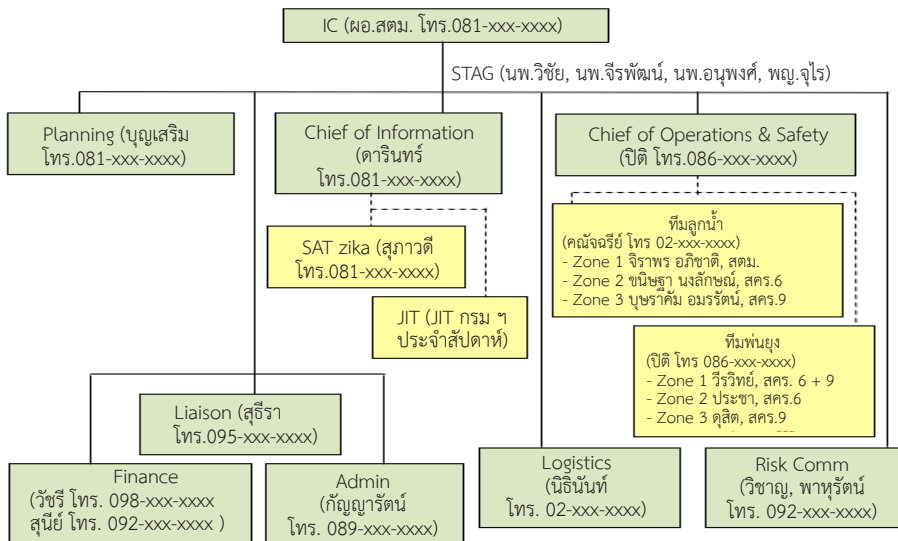 IC (ผอ.สตม. โทร.081-xxx-xxxx)
STAG (นพ.วิชัย, นพ.จีรพัฒน์, นพ.อนุพงศ์, พญ.จุไร)
Planning (บุญเสริม
โทร.081-xxx-xxxx)
Chief of Information
(ดารินทร์
โทร.081-xxx-xxxx)
Chief of Operations & Safety
(ปิติ โทร.086-xxx-xxxx)
SAT zika (สุภาวดี
โทร.081-xxx-xxxx)
JIT (JIT กรม ฯ
ประจำสัปดาห์)
ทีมลูกน้ำ
(คณัจฉรีย์ โทร 02-xxx-xxxx)
- Zone 1 จิราพร อภิชาติ, สตม.
- Zone 2 ขนิษฐา นงลักษณ์, สคร.6
- Zone 3 บุษราคัม อมรรัตน์, สคร.9
ทีมพ่นยุง
(ปิติ โทร 086-xxx-xxxx)
- Zone 1 วีรวิทย์, สคร. 6 + 9
- Zone 2 ประชา, สคร.6
- Zone 3 ดุสิต, สคร.9
Liaison (สุธีรา
โทร.095-xxx-xxxx)
Finance
(วัชรี โทร. 098-xxx-xxxx
สุนีย์ โทร. 092-xxx-xxxx )
Admin
(กัญญารัตน์
โทร. 089-xxx-xxxx)
Logistics
(นิธินันท์
โทร. 02-xxx-xxxx)
Risk Comm
(วิชาญ, พาหุรัตน์
โทร. 092-xxx-xxxx)